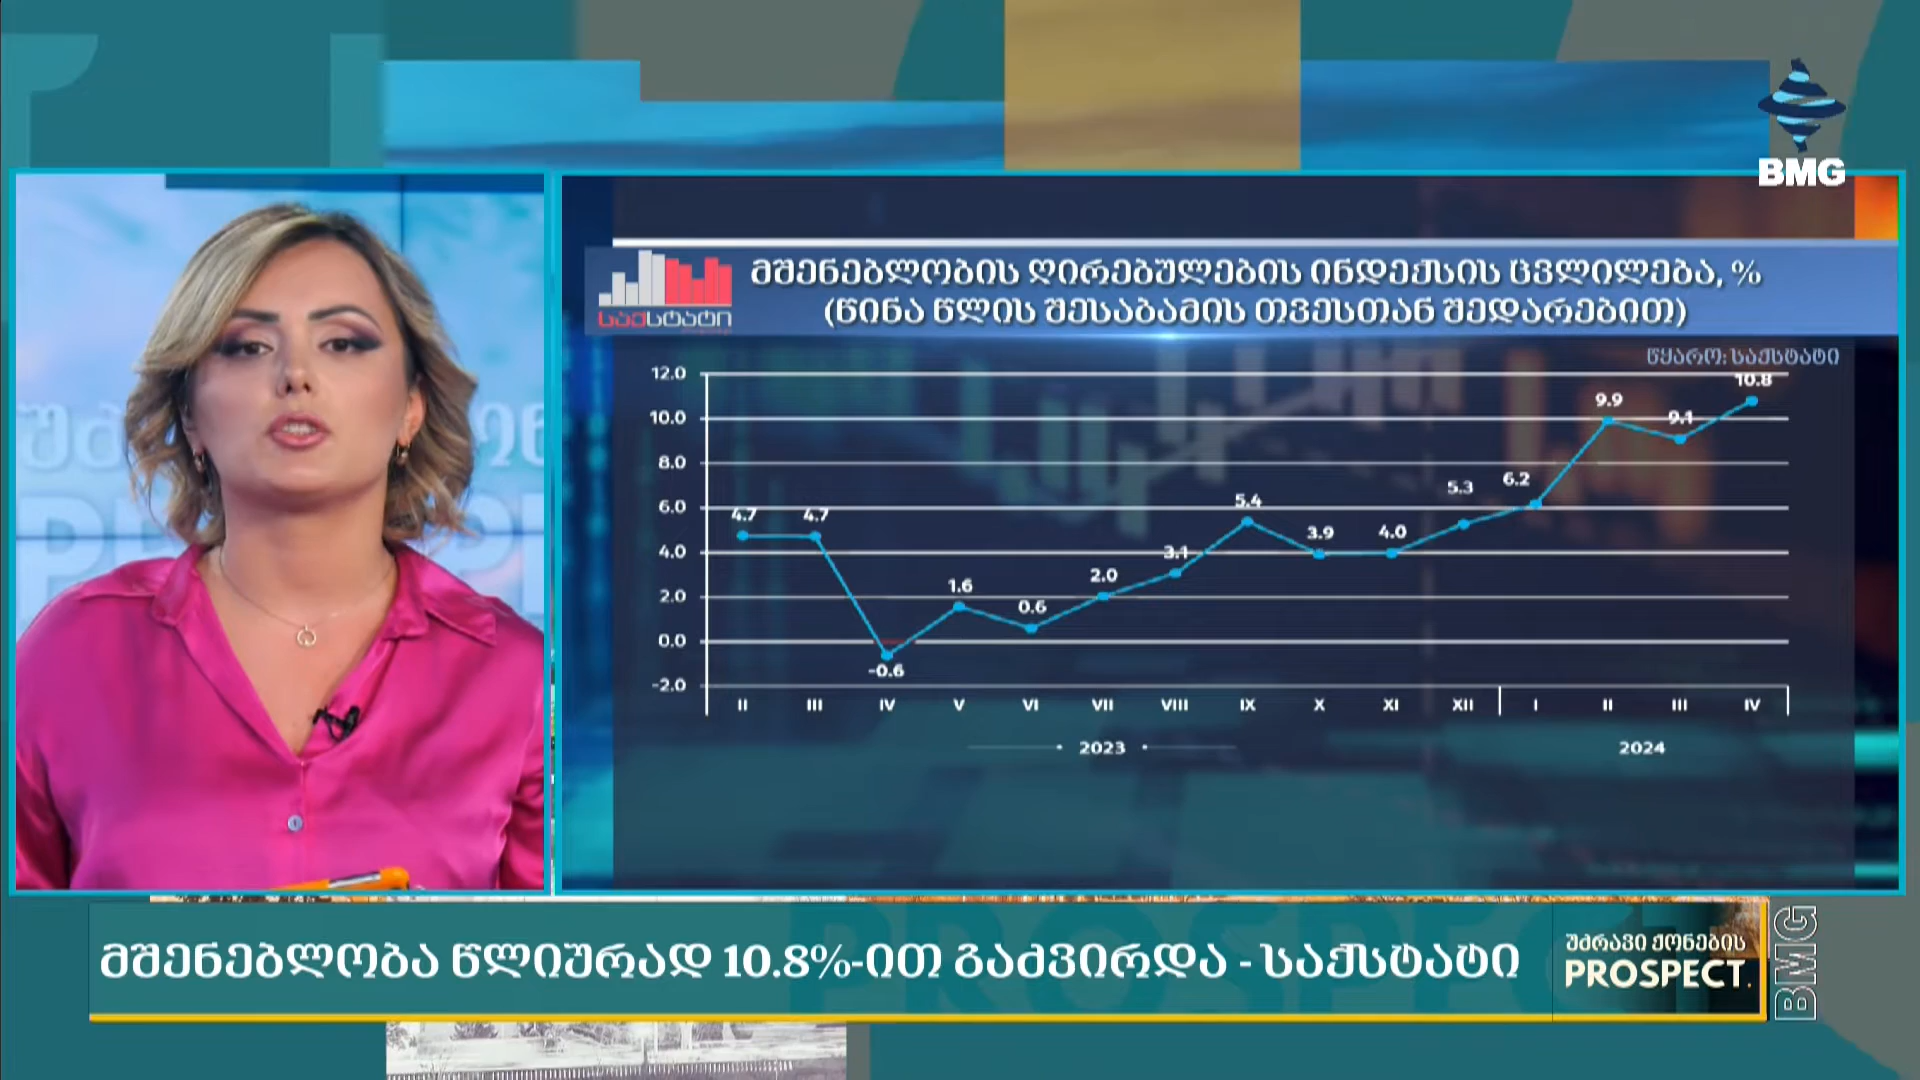 BMG
საქსტატი
მშენებლობის ღირებულების ინდექსის ცვლილება, %
(წინა წლის შესაბამის თვესთან შედარებით)
წყარო: საქსტატი
12.0
10.0
8.0
6.0
4.0
2.0
0.0
-2.0
4.7 4.7 -0.6 1.6 0.6 2.0 3.1 5.4 3.9 4.0 5.3 6.2 9.9 9.1 10.8
II III IV V VI VII VIII IX X XI XII I II III IV
2023 2024
მშენებლობა წლიურად 10.8%-ით გაძვირდა - საქსტატი
უძრავი ქონების
PROSPECT.
BMG